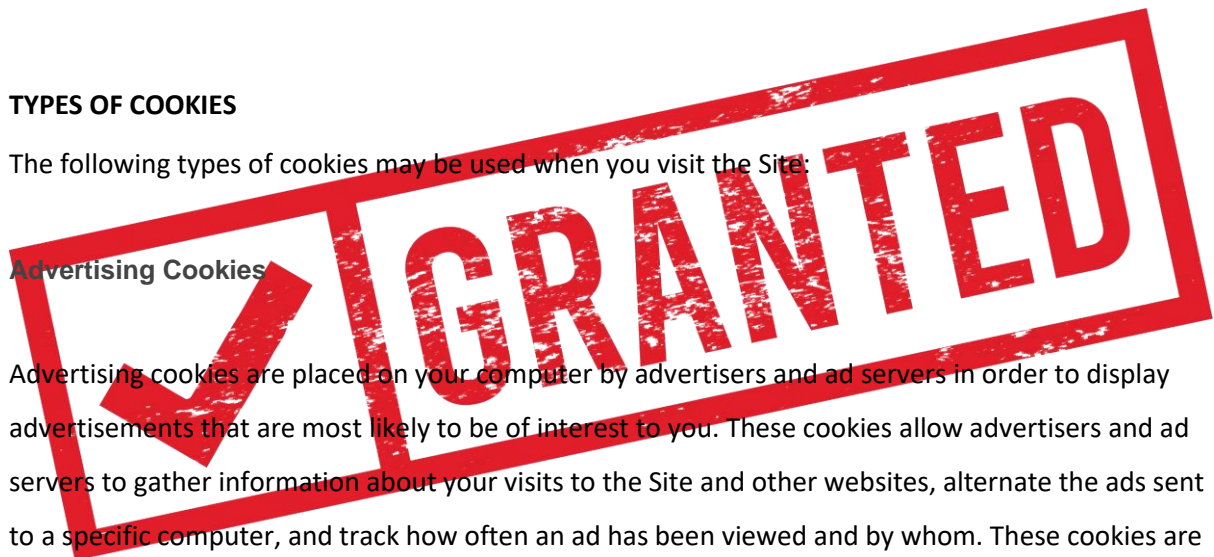 TYPES OF COOKIES
The following types of cookies may be used when you visit the Site:
GRANTED
Advertising Cookies
Advertising cookies are placed on your computer by advertisers and ad servers in order to display
advertisements that are most likely to be of interest to you. These cookies allow advertisers and ad
servers to gather information about your visits to the Site and other websites, alternate the ads sent
to a specific computer, and track how often an ad has been viewed and by whom. These cookies are